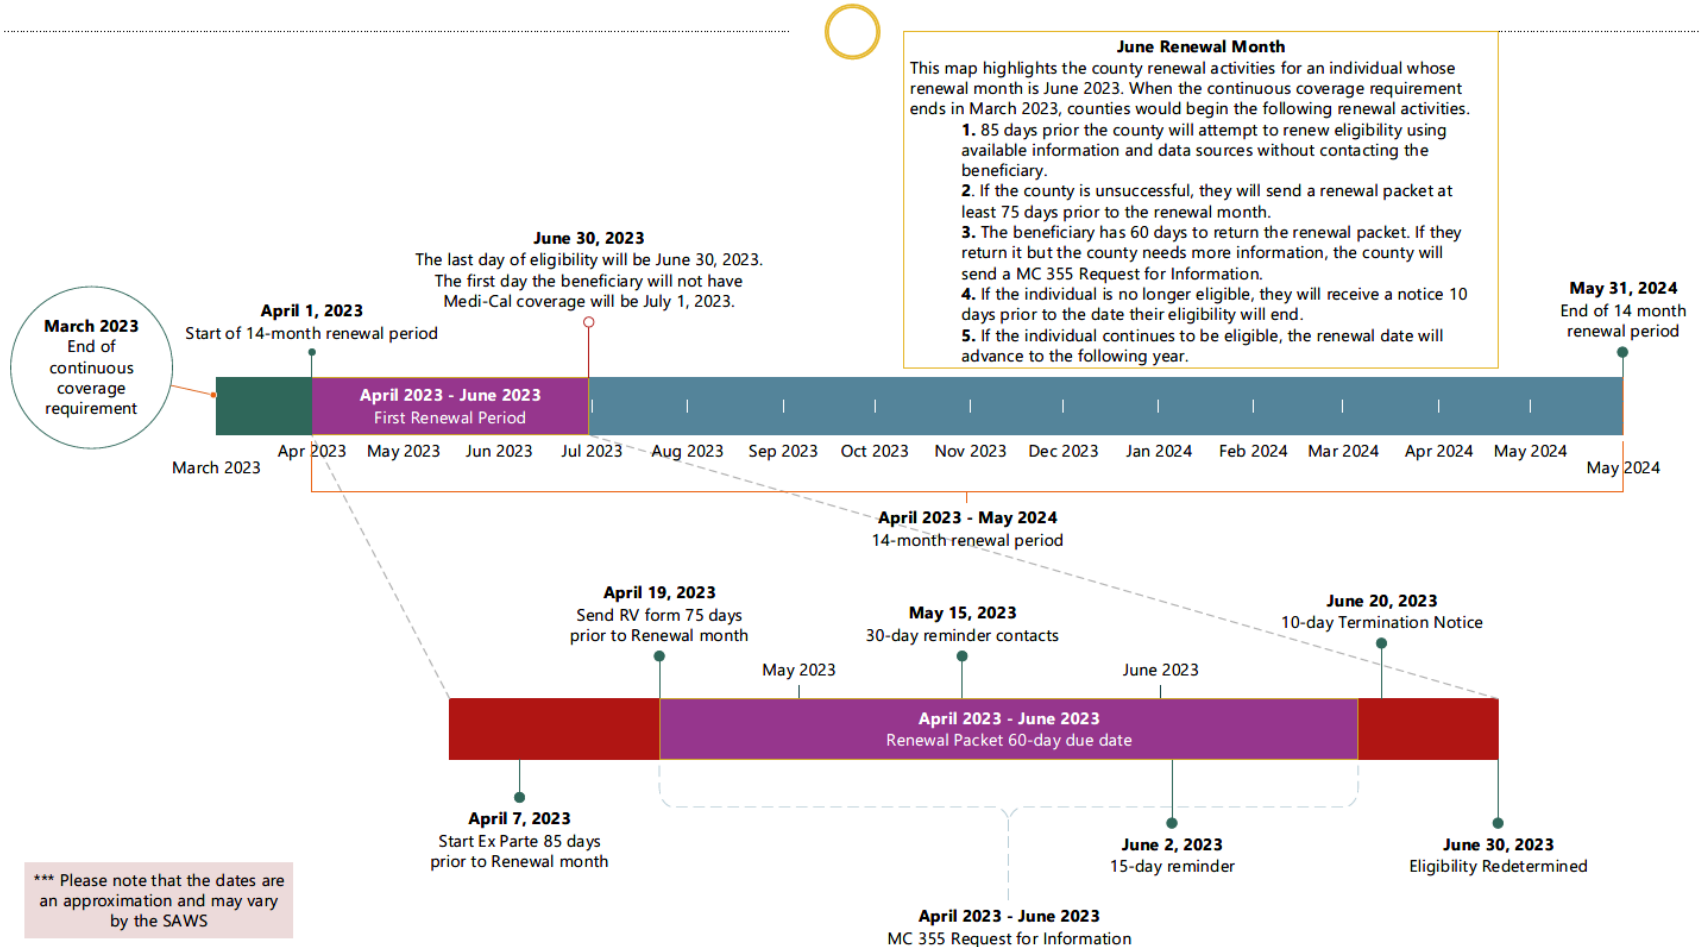 June Renewal Month
This map highlights the county renewal activities for an individual whose
renewal month is June 2023. When the continuous coverage requirement
ends in March 2023, counties would begin the following renewal activities.
1. 85 days prior the county will attempt to renew eligibility using
available information and data sources without contacting the
beneficiary.
2. If the county is unsuccessful, they will send a renewal packet at
least 75 days prior to the renewal month.
3. The beneficiary has 60 days to return the renewal packet. If they
return it but the county needs more information, the county will
send a MC 355 Request for Information.
4. If the individual is no longer eligible, they will receive a notice 10
days prior to the date their eligibility will end.
5. If the individual continues to be eligible, the renewal date will
advance to the following year.
June 30, 2023
The last day of eligibility will be June 30, 2023.
The first day the beneficiary will not have
Medi-Cal coverage will be July 1, 2023.
April 1, 2023
Start of 14-month renewal period
March 2023
End of
continuous
coverage
requirement
May 31, 2024
End of 14 month
renewal period
April 2023 - June 2023
First Renewal Period
March 2023
Apr 2023
May 2023
Jun 2023
Jul 2023
Aug 2023
Sep 2023
Oct 2023
Nov 2023
Dec 2023
Jan 2024
Feb 2024
Mar 2024
Apr 2024
May 2024
May 2024
April 2023 - May 2024
14-month renewal period
April 19, 2023
Send RV form 75 days
prior to Renewal month
May 2023
May 15, 2023
30-day reminder contacts
June 2023
June 20, 2023
10-day Termination Notice
April 2023 - June 2023
Renewal Packet 60-day due date
April 7, 2023
Start Ex Parte 85 days
prior to Renewal month
June 2, 2023
15-day reminder
June 30, 2023
Eligibility Redetermined
*** Please note that the dates are
an approximation and may vary
by the SAWS
April 2023 - June 2023
MC 355 Request for Information